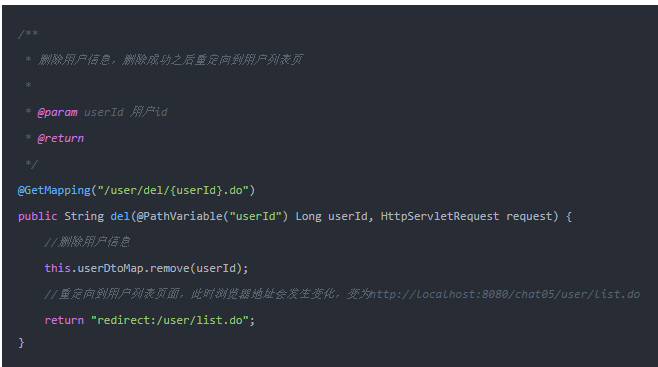 /**
 * 删除用户信息，删除成功之后重定向到用户列表页
 *
 * @param userId 用户id
 * @return
 */
@GetMapping("/user/del/{userId}.do")
public String del(@PathVariable("userId") Long userId, HttpServletRequest request) {
    //删除用户信息
    this.userDtoMap.remove(userId);
    //重定向到用户列表页面，此时浏览器地址会发生变化，变为http://localhost:8080/chat05/user/list.do
    return "redirect:/user/list.do";
}